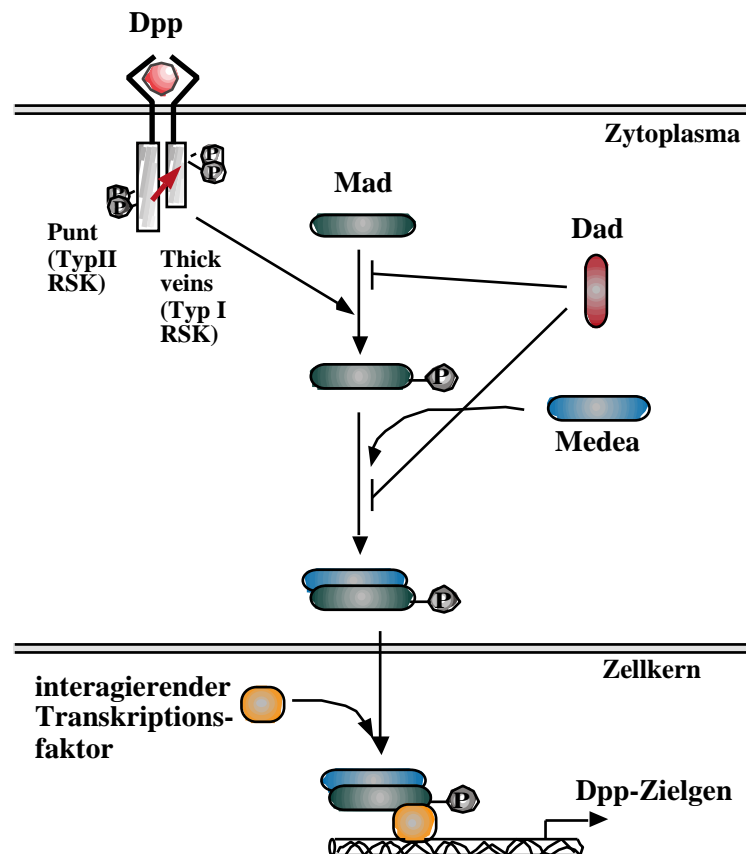 Dpp
Zytoplasma
P
P
P
P
Mad
Punt
(TypII
RSK)
Thick
veins
(Typ I
RSK)
Dad
P
Medea
P
Zellkern
interagierender
Transkriptions-
faktor
P
Dpp-Zielgen